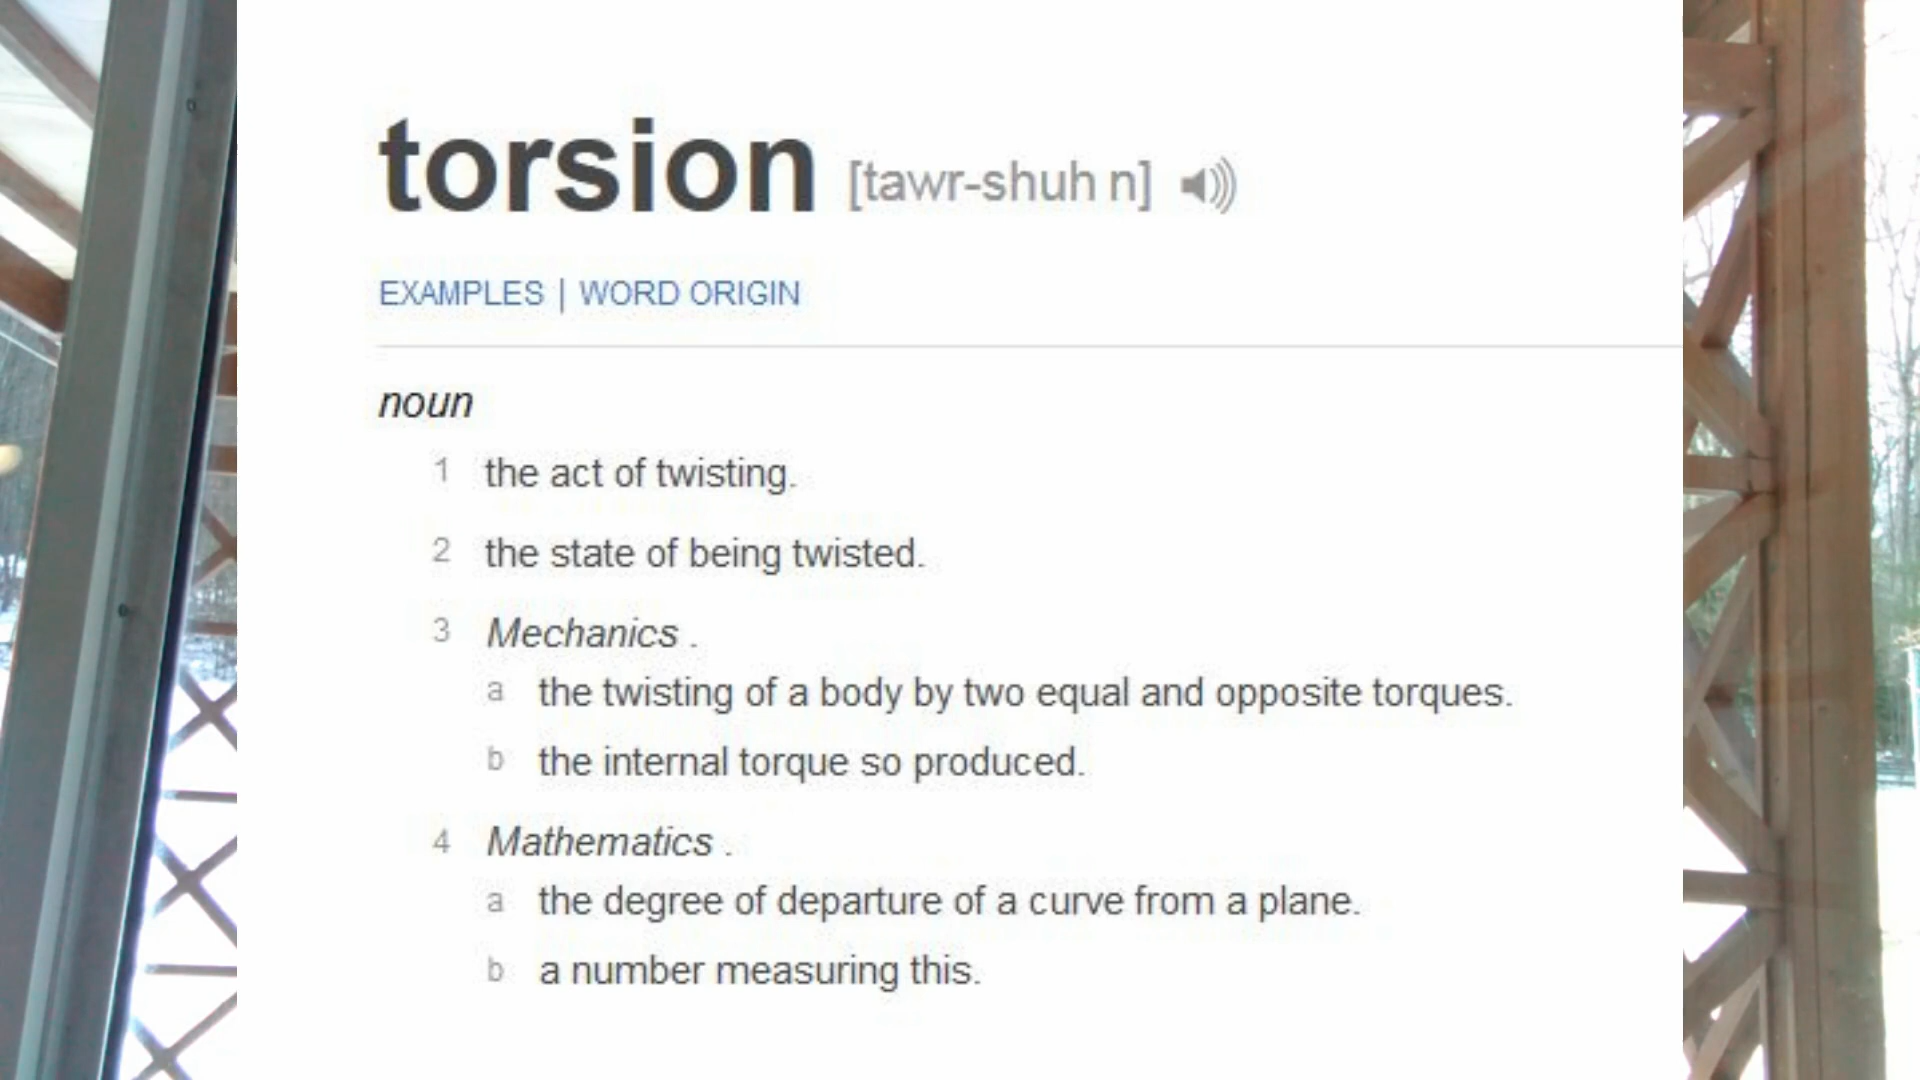 torsion [tawr-shuh n]
EXAMPLES | WORD ORIGIN
noun
1 the act of twisting.
2 the state of being twisted.
3 Mechanics .
a the twisting of a body by two equal and opposite torques.
b the internal torque so produced.
4 Mathematics .
a the degree of departure of a curve from a plane.
b a number measuring this.